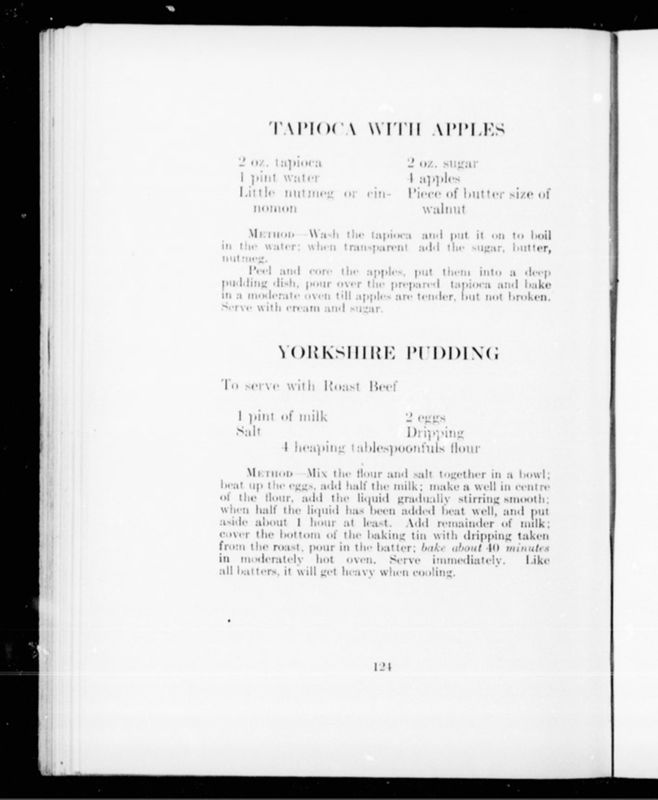 TAPIOCA WITH APPLES
2 oz. tapioca 2 oz. sugar
1 pint water 4 apples
Little nutmeg or cin- Piece of butter size of
nomon walnut
METHOD—Wash the tapioca and put it on to boil
in the water; when transparent add the sugar, butter,
nutmeg.
Peel and core the apples, put them into a deep
pudding dish, pour over the prepared tapioca and bake
in a moderate oven till apples are tender, but not broken.
Serve with cream and sugar.
YORKSHIRE PUDDING
To serve with Roast Beef
1 pint of milk 2 eggs
Salt Dripping
4 heaping tablespoonfuls flour
METHOD—Mix the flour and salt together in a bowl;
beat up the eggs, add half the milk; make a well in centre
of the flour, add the liquid gradually stirring smooth;
when half the liquid has been added beat well, and put
aside about 1 hour at least. Add remainder of milk;
cover the bottom of the baking tin with dripping taken
from the roast, pour in the batter; bake about 40 minutes
in moderately hot oven. Serve immediately. Like
all batters, it will get heavy when cooling.
124